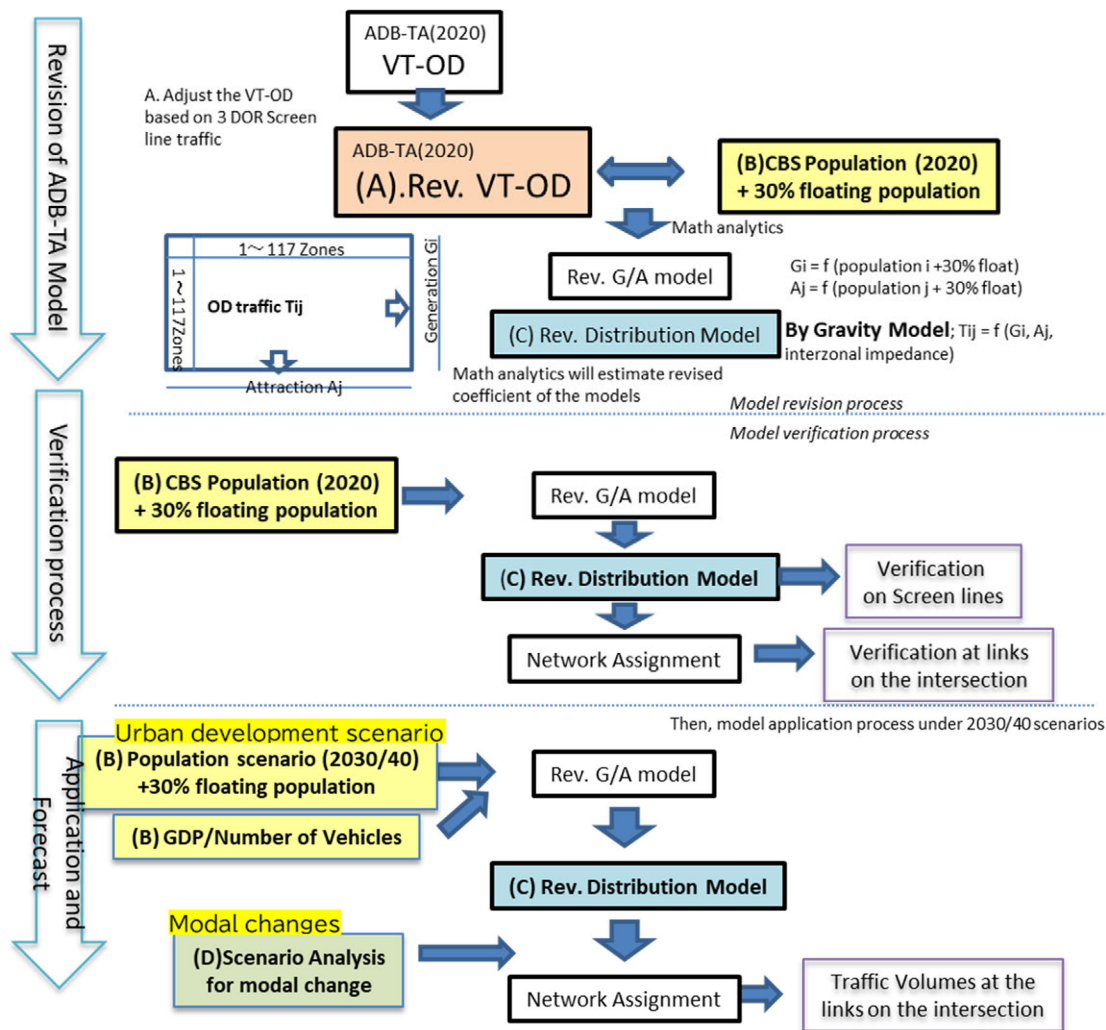 Revision of ADB-TA Model
ADB-TA(2020)
VT-OD
A. Adjust the VT-OD
based on 3 DOR Screen
line traffic
ADB-TA(2020)
(A).Rev. VT-OD
(B)CBS Population (2020)
+ 30% floating population
Math analytics
1～ 117 Zones
1～117Zones
OD traffic Tij
Generation Gi
Attraction Aj
Rev. G/A model
Gi = f (population i +30% float)
Aj = f (population j + 30% float)
(C) Rev. Distribution Model
By Gravity Model; Tij = f (Gi, Aj,
interzonal impedance)
Math analytics will estimate revised
coefficient of the models
Model revision process
Model verification process
Verification process
(B) CBS Population (2020)
+ 30% floating population
Rev. G/A model
(C) Rev. Distribution Model
Verification
on Screen lines
Network Assignment
Verification at links
on the intersection
Then, model application process under 2030/40 scenarios
Application and
Forecast
Urban development scenario
(B) Population scenario (2030/40)
+30% floating population
Rev. G/A model
(B) GDP/Number of Vehicles
(C) Rev. Distribution Model
Modal changes
(D)Scenario Analysis
for modal change
Network Assignment
Traffic Volumes at the
links on the intersection